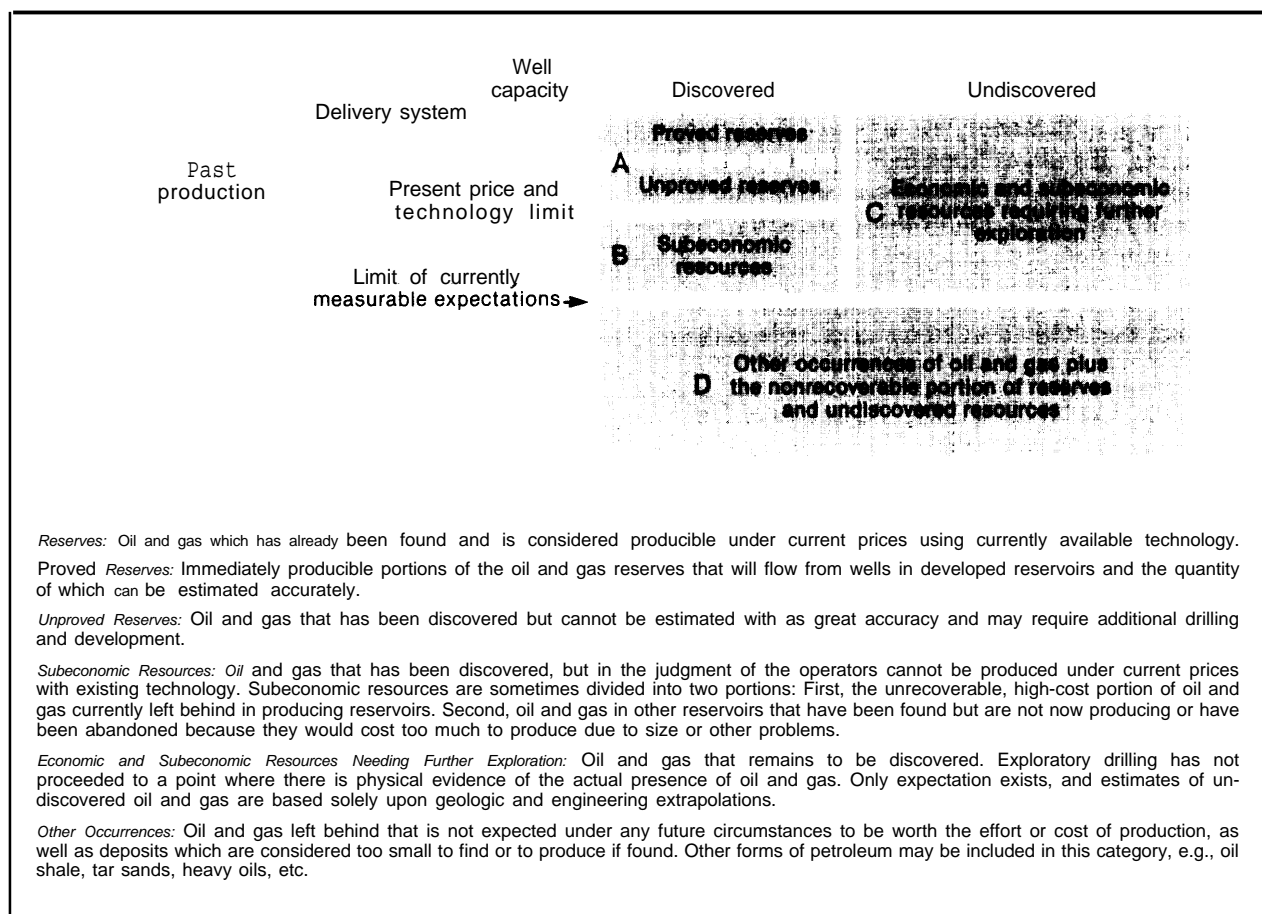 Well
capacity
Discovered
Undiscovered
Delivery system
Proved reserves
A
Past
production
Unproved reserves
Present price and
technology limit
C Economic and subeconomic
resources requiring further
exploration
B Subeconomic
resources
Limit of currently
measurable expectations
D Other occurrences of oil and gas plus
the nonrecoverable portion of reserves
and undiscovered resources
Reserves: Oil and gas which has already been found and is considered producible under current prices using currently available technology.
Proved Reserves: Immediately producible portions of the oil and gas reserves that will flow from wells in developed reservoirs and the quantity
of which can be estimated accurately.
Unproved Reserves: Oil and gas that has been discovered but cannot be estimated with as great accuracy and may require additional drilling
and development.
Subeconomic Resources: Oil and gas that has been discovered, but in the judgment of the operators cannot be produced under current prices
with existing technology. Subeconomic resources are sometimes divided into two portions: First, the unrecoverable, high-cost portion of oil and
gas currently left behind in producing reservoirs. Second, oil and gas in other reservoirs that have been found but are not now producing or have
been abandoned because they would cost too much to produce due to size or other problems.
Economic and Subeconomic Resources Needing Further Exploration: Oil and gas that remains to be discovered. Exploratory drilling has not
proceeded to a point where there is physical evidence of the actual presence of oil and gas. Only expectation exists, and estimates of un-
discovered oil and gas are based solely upon geologic and engineering extrapolations.
Other Occurrences: Oil and gas left behind that is not expected under any future circumstances to be worth the effort or cost of production, as
well as deposits which are considered too small to find or to produce if found. Other forms of petroleum may be included in this category, e.g., oil
shale, tar sands, heavy oils, etc.